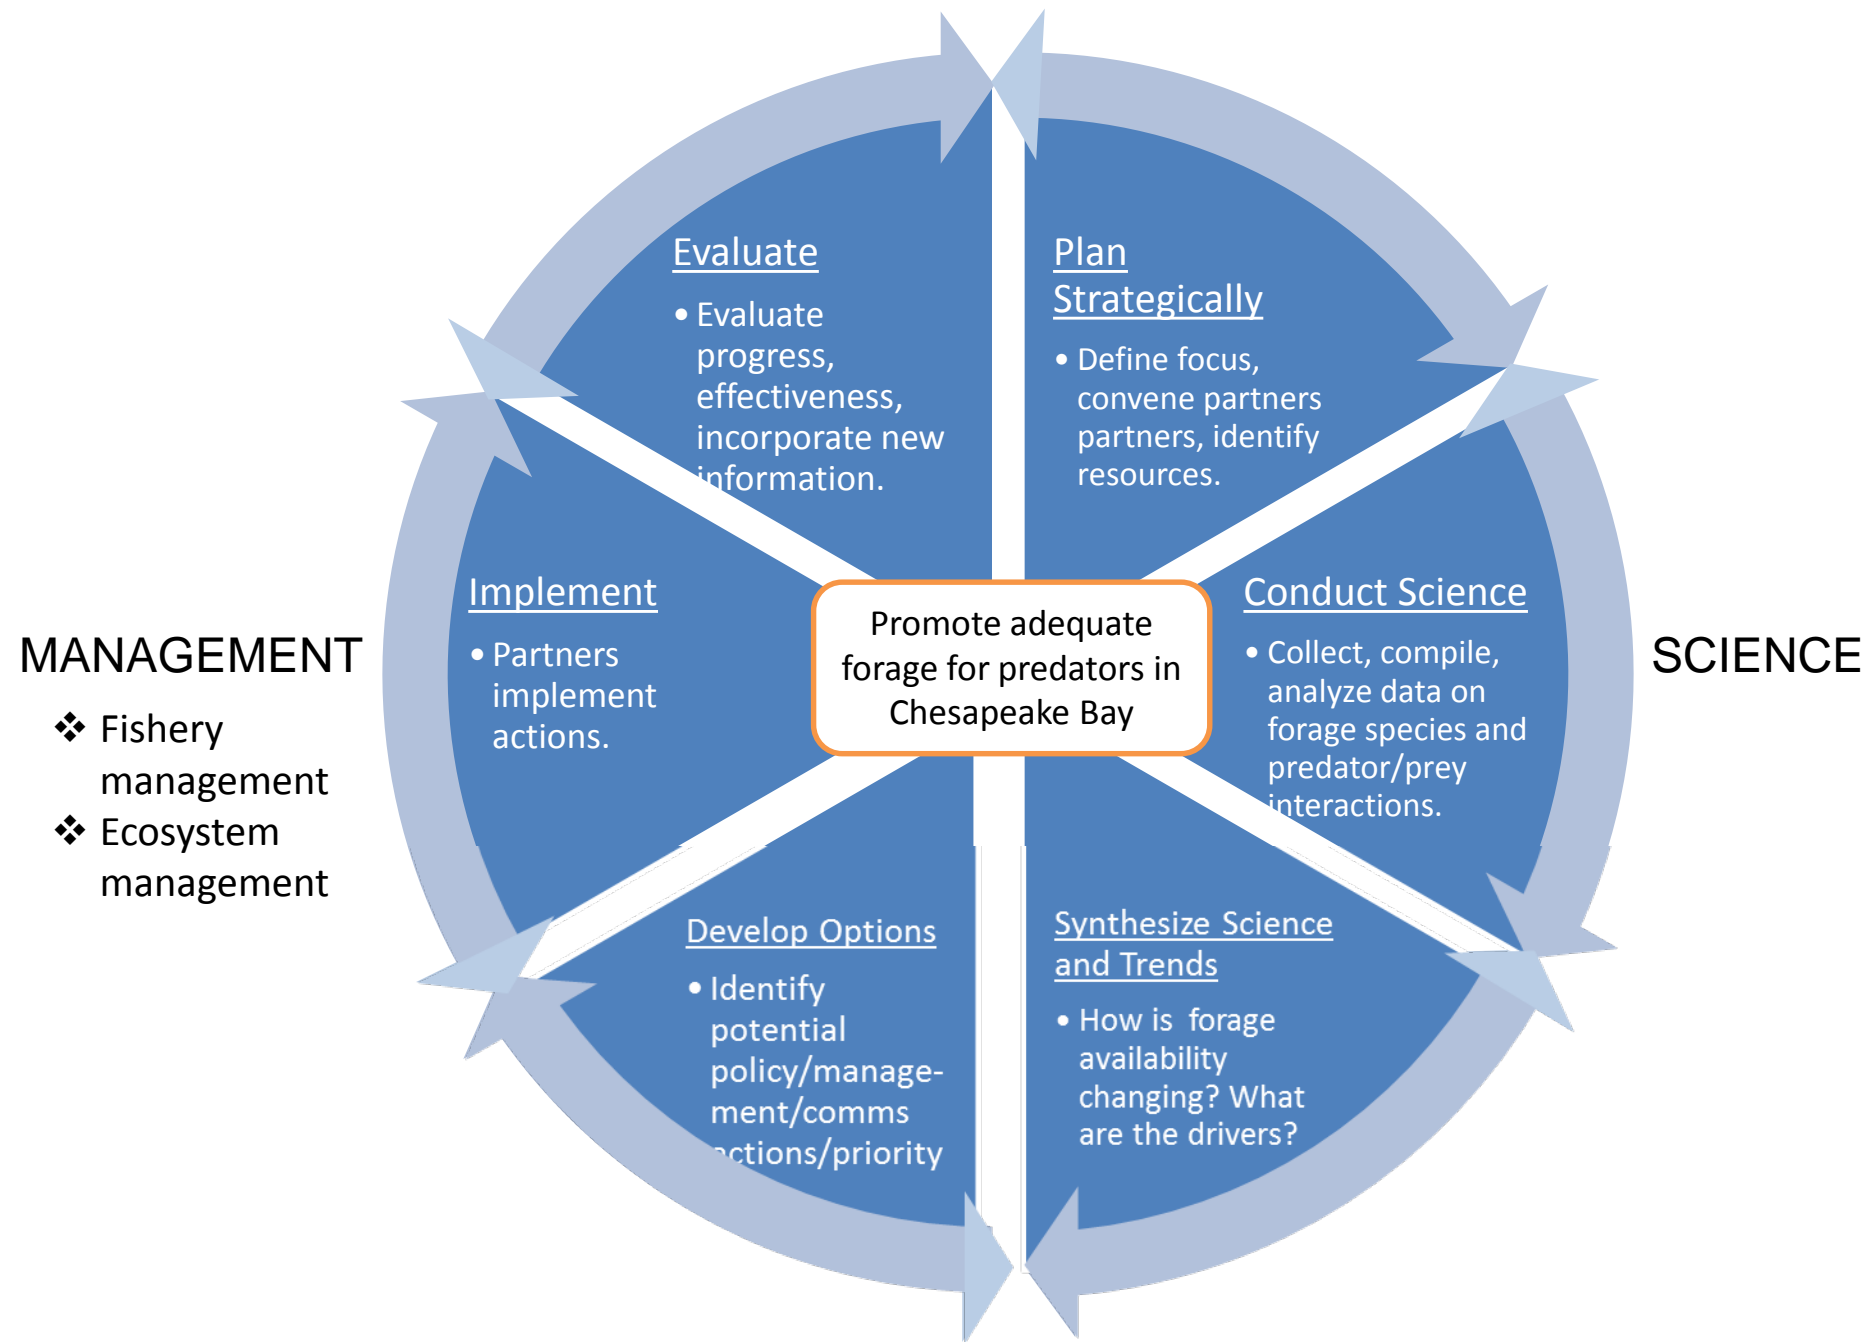 Evaluate
• Evaluate
progress,
effectiveness,
incorporate new
information.
Plan
Strategically
• Define focus,
convene partners
partners, identify
resources.
Implement
• Partners
implement
actions.
Promote adequate
forage for predators in
Chesapeake Bay
Conduct Science
• Collect, compile,
analyze data on
forage species and
predator/prey
interactions.
MANAGEMENT
❖ Fishery
management
❖ Ecosystem
management
SCIENCE
Develop Options
• Identify
potential
policy/manage-
ment/comms
actions/priority
Synthesize Science
and Trends
• How is forage
availability
changing? What
are the drivers?